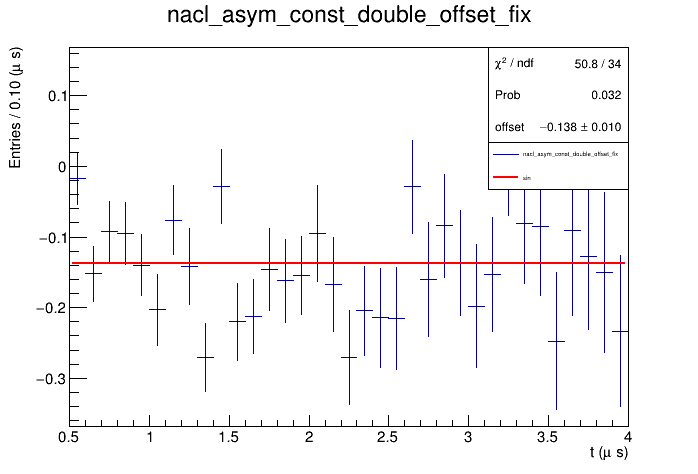 nacl_asym_const_double_offset_fix
Entries / 0.10 (μ s)
χ² / ndf 50.8 / 34
Prob 0.032
offset −0.138 ± 0.010
nacl_asym_const_double_offset_fix
sin
0.1
0
−0.1
−0.2
−0.3
0.5 1 1.5 2 2.5 3 3.5 4
t (μ s)